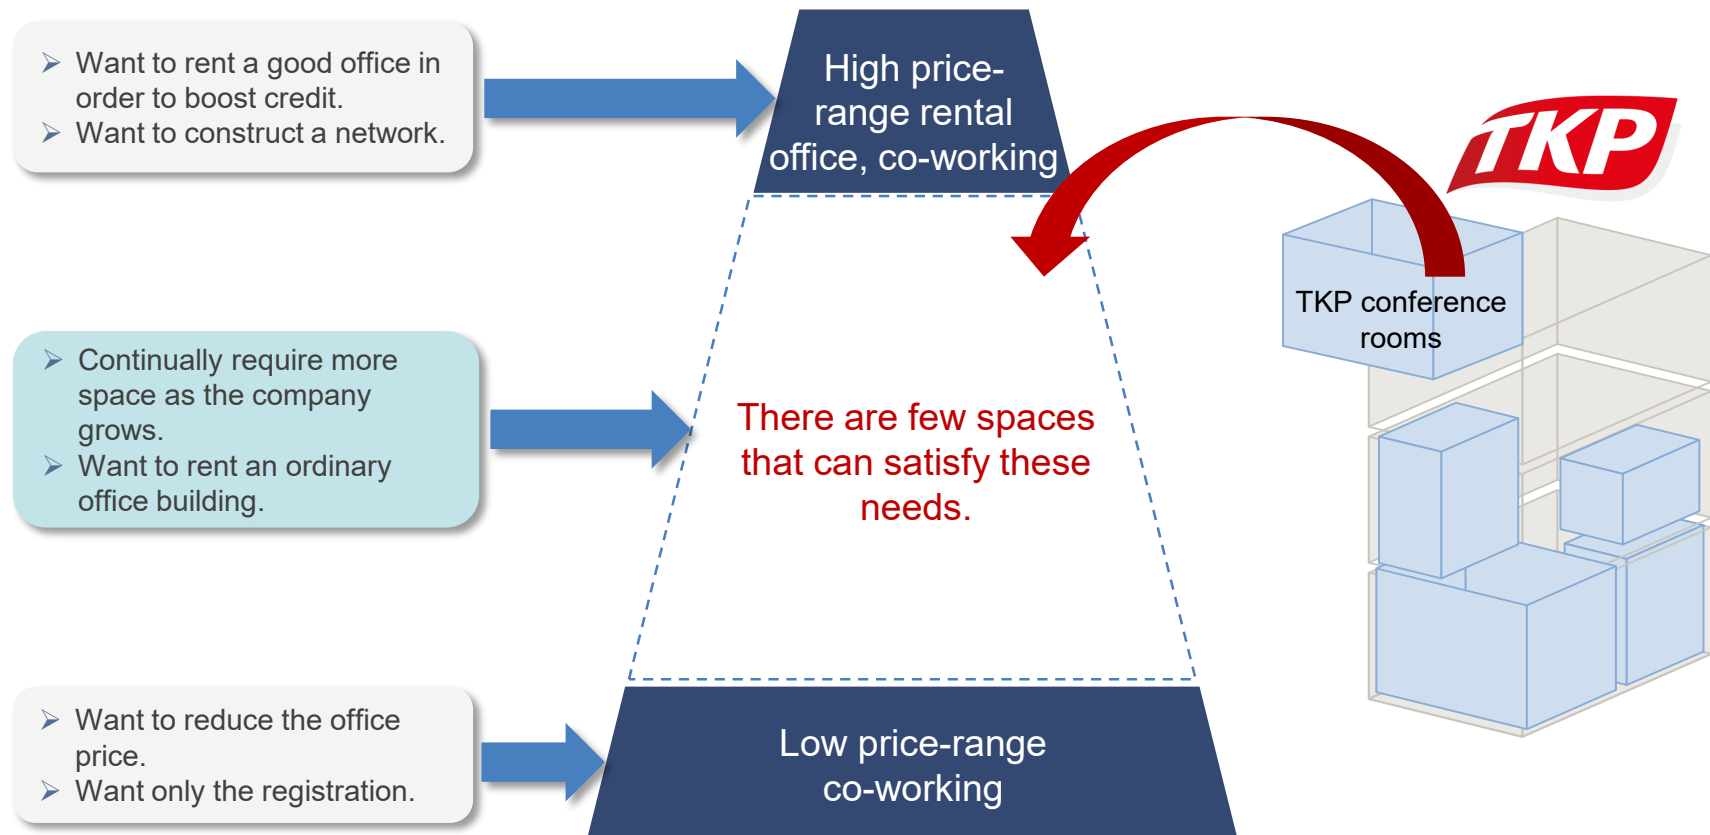 Want to rent a good office in
order to boost credit.
Want to construct a network.
High price-
range rental
office, co-working
TKP
TKP conference
rooms
Continually require more
space as the company
grows.
Want to rent an ordinary
office building.
There are few spaces
that can satisfy these
needs.
Want to reduce the office
price.
Want only the registration.
Low price-range
co-working